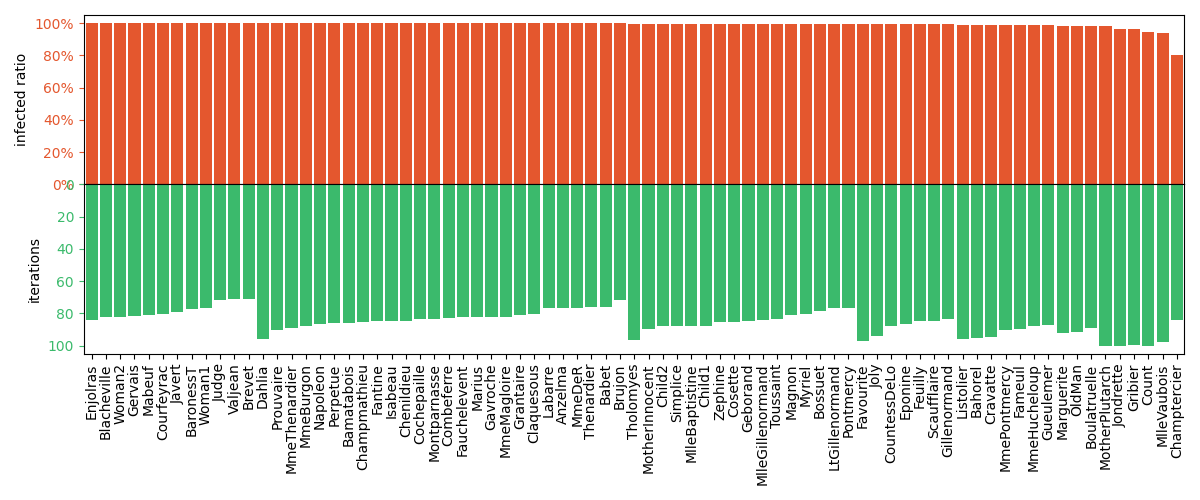 infected ratio
100%
80%
60%
40%
20%
0%
0
20
40
60
80
100
iterations
Enjolras
Blacheville
Woman2
Gervais
Mabeuf
Courfeyrac
Javert
BaronessT
Woman1
Judge
Valjean
Brevet
Dahlia
Prouvaire
MmeThenardier
MmeBurgon
Napoleon
Perpetue
Bamatabois
Champmathieu
Fantine
Isabeau
Chenildieu
Cochepaille
Montparnasse
Combeferre
Fauchelevent
Marius
Gavroche
MmeMagloire
Grantaire
Claquesous
Labarre
Anzelma
MmeDeR
Thenardier
Babet
Brujon
Tholomyes
MotherInnocent
Child2
Simplice
MlleBaptistine
Child1
Zephine
Cosette
Geborand
MlleGillenormand
Toussaint
Magnon
Myriel
Bossuet
LtGillenormand
Pontmercy
Favourite
Joly
CountessDeLo
Eponine
Feuilly
Scaufflaire
Gillenormand
Listolier
Bahorel
Cravatte
MmePontmercy
Fameuil
MmeHucheloup
Gueulemer
Marguerite
OldMan
Boulatruelle
MotherPlutarch
Jondrette
Gribier
Count
MlleVaubois
Champtercier